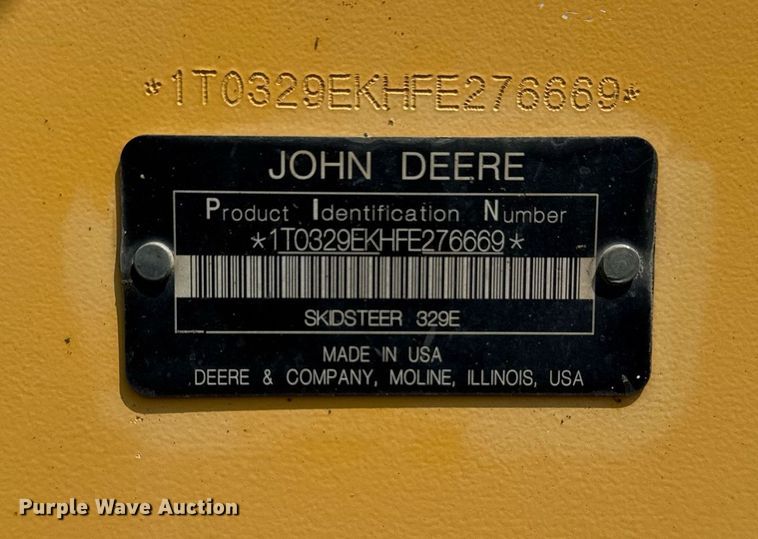 *1T0329EKHFE276669*
JOHN DEERE
Product Identification Number
*1T0329EKHFE276669*
SKIDSTEER 329E
MADE IN USA
DEERE & COMPANY, MOLINE, ILLINOIS, USA
Purple Wave Auction